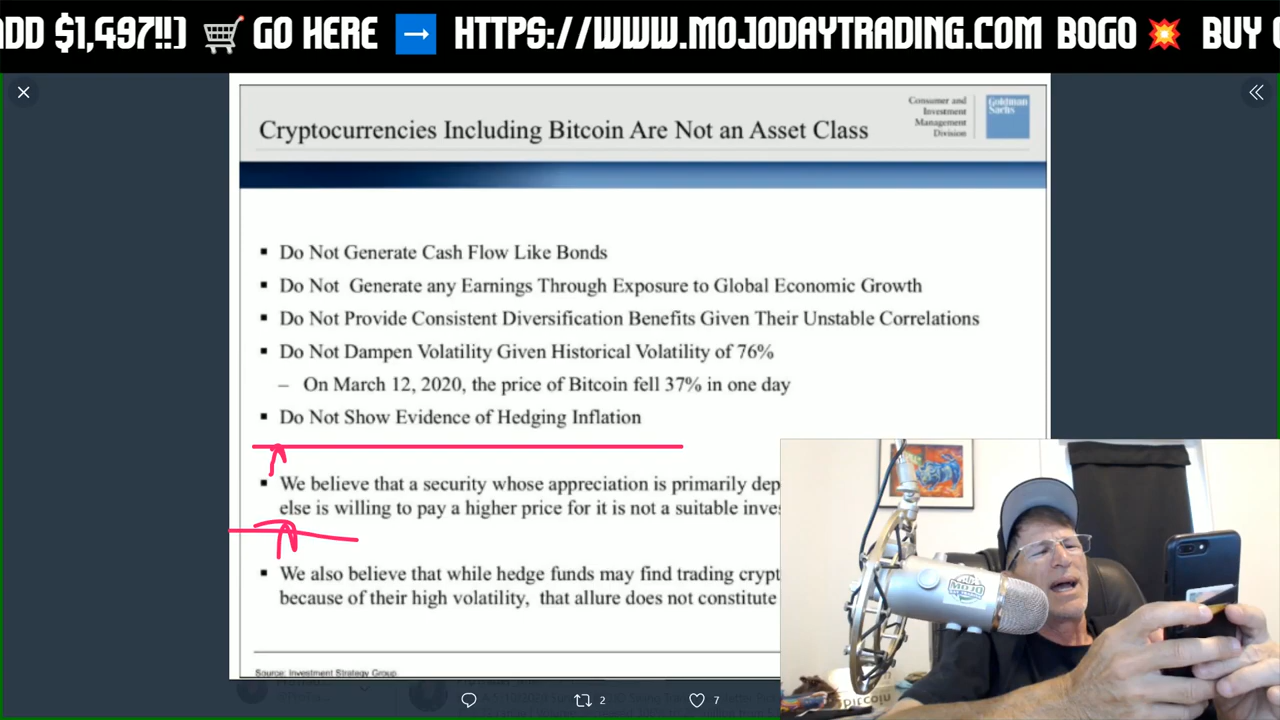 ADD $1,497!!) 🛒 GO HERE ➡️ HTTPS://WWW.MOJODAYTRADING.COM BOGO 💥 BUY
Consumer and
Investment
Management
Division
Goldman
Sachs
Cryptocurrencies Including Bitcoin Are Not an Asset Class
▪ Do Not Generate Cash Flow Like Bonds
▪ Do Not Generate any Earnings Through Exposure to Global Economic Growth
▪ Do Not Provide Consistent Diversification Benefits Given Their Unstable Correlations
▪ Do Not Dampen Volatility Given Historical Volatility of 76%
– On March 12, 2020, the price of Bitcoin fell 37% in one day
▪ Do Not Show Evidence of Hedging Inflation
▪ We believe that a security whose appreciation is primarily dep
else is willing to pay a higher price for it is not a suitable inves
▪ We also believe that while hedge funds may find trading crypt
because of their high volatility, that allure does not constitute
Source: Investment Strategy Group
2
7
MOJO